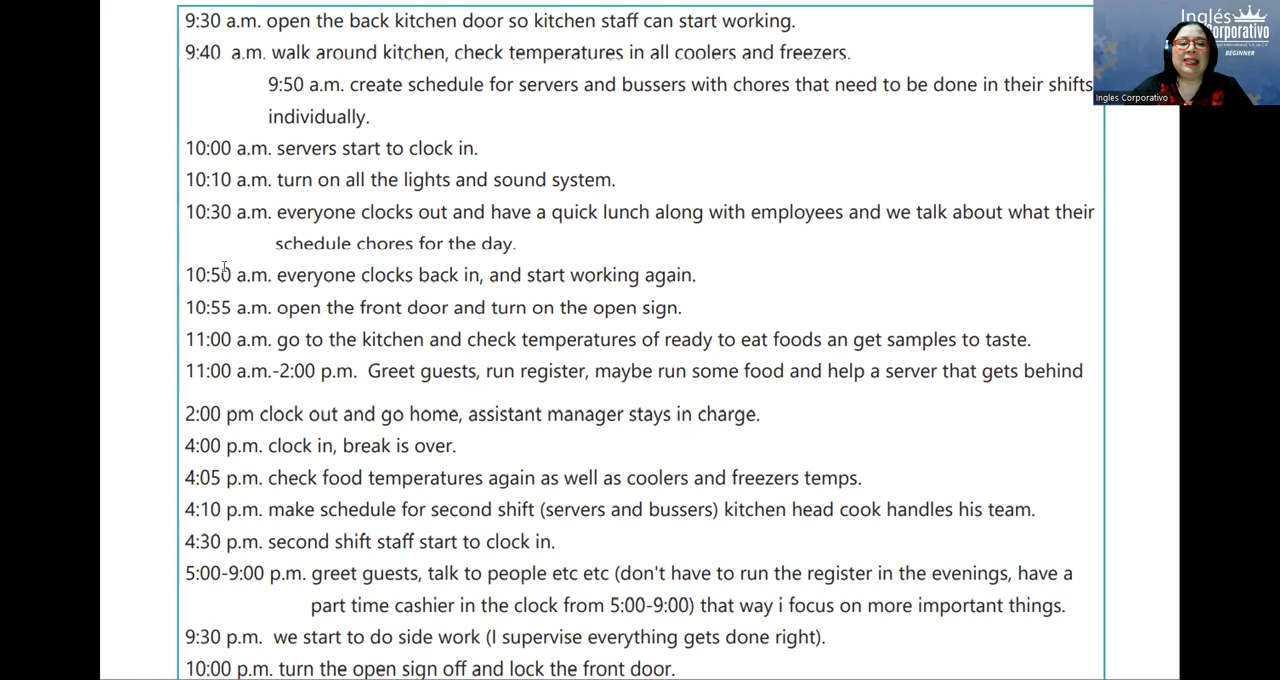 9:30 a.m. open the back kitchen door so kitchen staff can start working.
9:40 a.m. walk around kitchen, check temperatures in all coolers and freezers.
9:50 a.m. create schedule for servers and bussers with chores that need to be done in their shifts
individually.
10:00 a.m. servers start to clock in.
10:10 a.m. turn on all the lights and sound system.
10:30 a.m. everyone clocks out and have a quick lunch along with employees and we talk about what their
schedule chores for the day.
10:50 a.m. everyone clocks back in, and start working again.
10:55 a.m. open the front door and turn on the open sign.
11:00 a.m. go to the kitchen and check temperatures of ready to eat foods an get samples to taste.
11:00 a.m.-2:00 p.m. Greet guests, run register, maybe run some food and help a server that gets behind
2:00 pm clock out and go home, assistant manager stays in charge.
4:00 p.m. clock in, break is over.
4:05 p.m. check food temperatures again as well as coolers and freezers temps.
4:10 p.m. make schedule for second shift (servers and bussers) kitchen head cook handles his team.
4:30 p.m. second shift staff start to clock in.
5:00-9:00 p.m. greet guests, talk to people etc etc (don't have to run the register in the evenings, have a
part time cashier in the clock from 5:00-9:00) that way i focus on more important things.
9:30 p.m. we start to do side work (I supervise everything gets done right).
10:00 p.m. turn the open sign off and lock the front door.
Inglés
Corporativo
BEGINNER
Ingles Corporativo